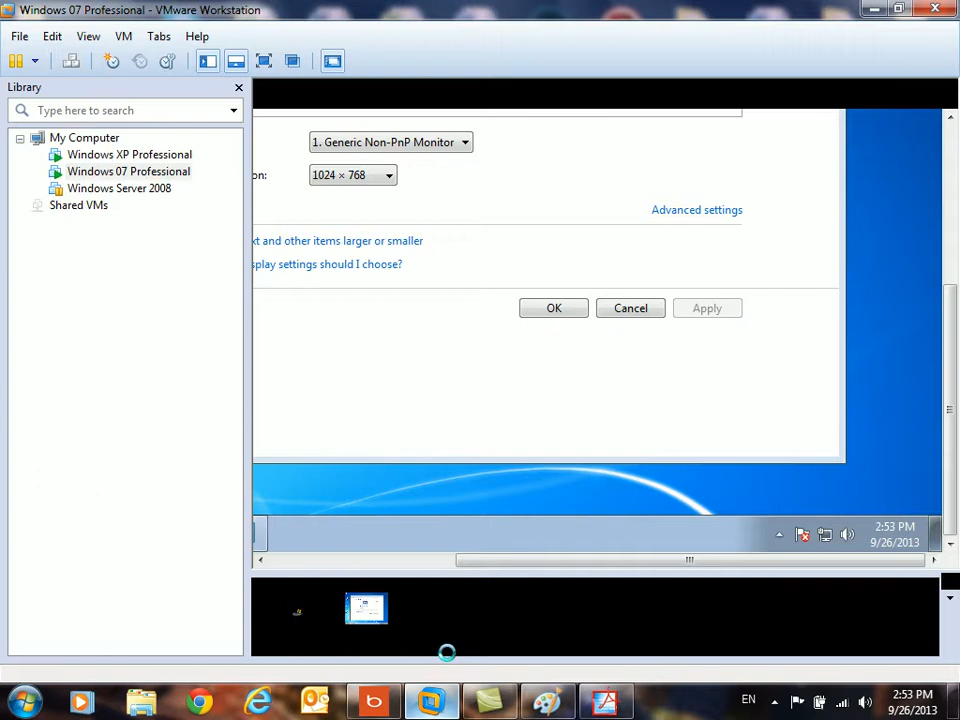 Windows 07 Professional - VMware Workstation
File Edit View VM Tabs Help
Library
Type here to search
My Computer
Windows XP Professional
Windows 07 Professional
Windows Server 2008
Shared VMs
1. Generic Non-PnP Monitor
on:
1024 × 768
Advanced settings
xt and other items larger or smaller
splay settings should I choose?
OK Cancel Apply
2:53 PM
9/26/2013
EN
2:53 PM
9/26/2013